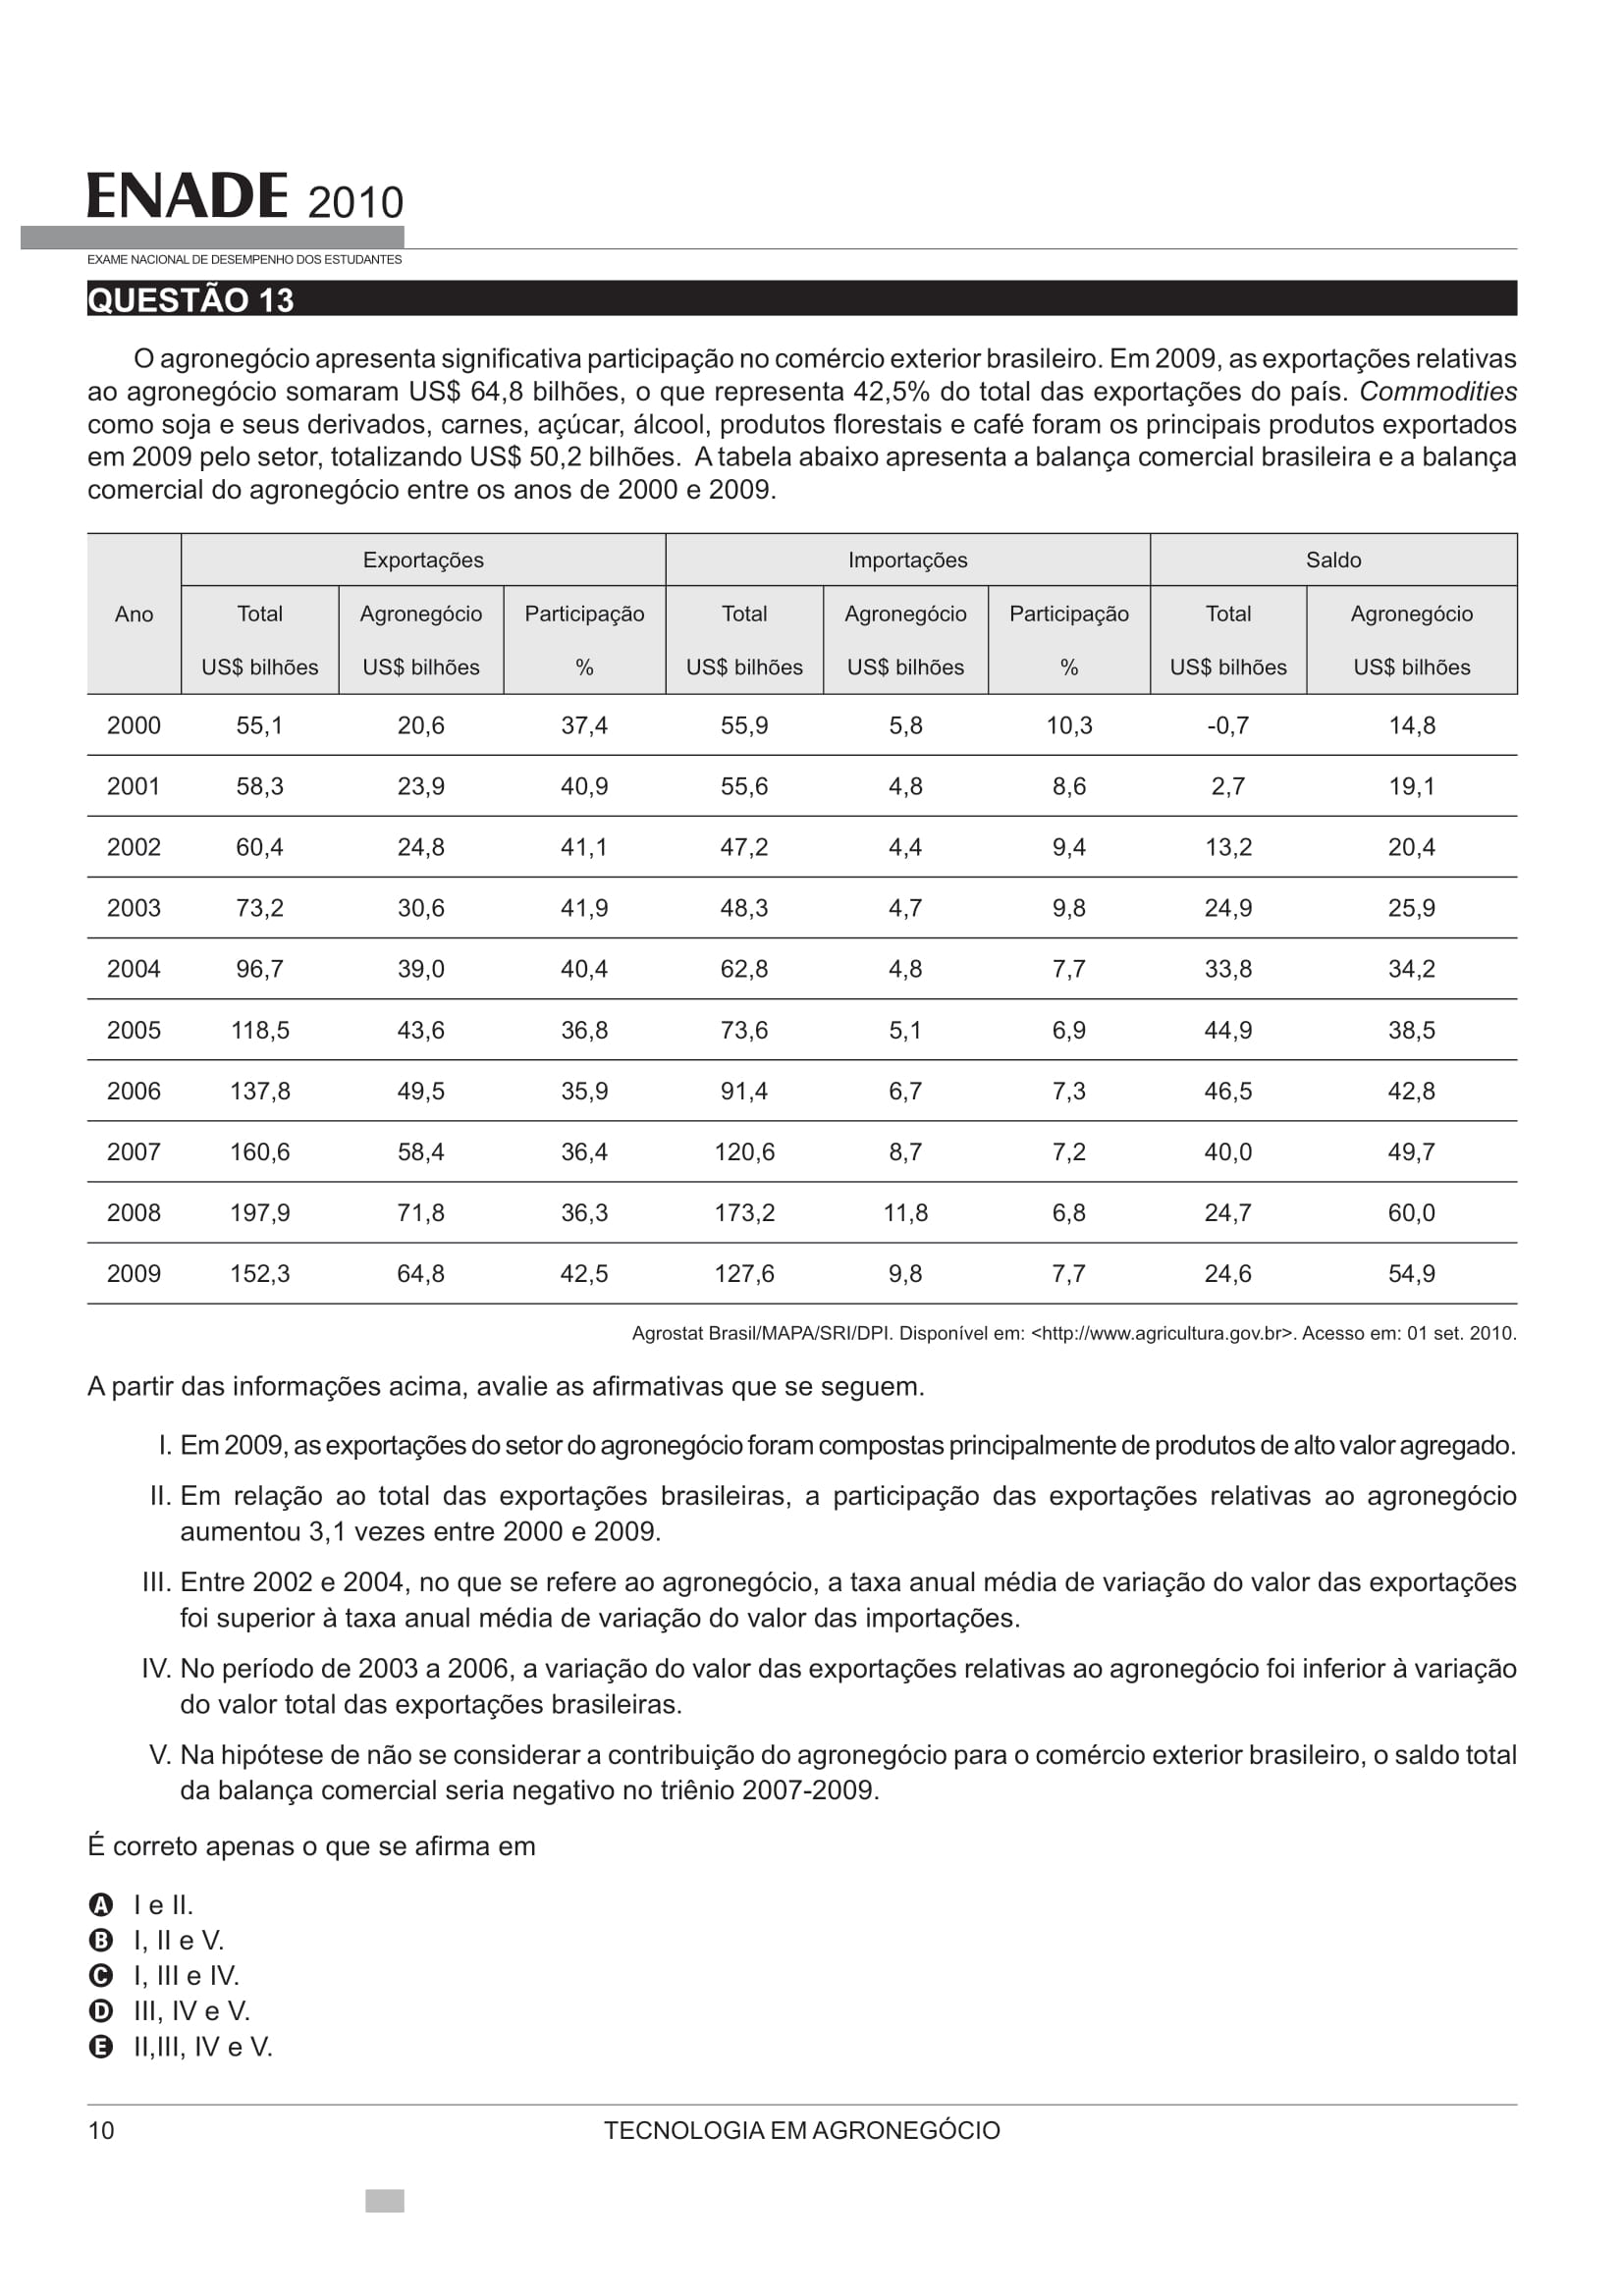 ENADE 2010
EXAME NACIONAL DE DESEMPENHO DOS ESTUDANTES
QUESTÃO 13
O agronegócio apresenta significativa participação no comércio exterior brasileiro. Em 2009, as exportações relativas
ao agronegócio somaram US$ 64,8 bilhões, o que representa 42,5% do total das exportações do país. Commodities
como soja e seus derivados, carnes, açúcar, álcool, produtos florestais e café foram os principais produtos exportados
em 2009 pelo setor, totalizando US$ 50,2 bilhões. A tabela abaixo apresenta a balança comercial brasileira e a balança
comercial do agronegócio entre os anos de 2000 e 2009.
Exportações Importações Saldo
Ano Total Agronegócio Participação Total Agronegócio Participação Total Agronegócio
US$ bilhões US$ bilhões % US$ bilhões US$ bilhões % US$ bilhões US$ bilhões
2000 55,1 20,6 37,4 55,9 5,8 10,3 -0,7 14,8
2001 58,3 23,9 40,9 55,6 4,8 8,6 2,7 19,1
2002 60,4 24,8 41,1 47,2 4,4 9,4 13,2 20,4
2003 73,2 30,6 41,9 48,3 4,7 9,8 24,9 25,9
2004 96,7 39,0 40,4 62,8 4,8 7,7 33,8 34,2
2005 118,5 43,6 36,8 73,6 5,1 6,9 44,9 38,5
2006 137,8 49,5 35,9 91,4 6,7 7,3 46,5 42,8
2007 160,6 58,4 36,4 120,6 8,7 7,2 40,0 49,7
2008 197,9 71,8 36,3 173,2 11,8 6,8 24,7 60,0
2009 152,3 64,8 42,5 127,6 9,8 7,7 24,6 54,9
Agrostat Brasil/MAPA/SRI/DPI. Disponível em: <http://www.agricultura.gov.br>. Acesso em: 01 set. 2010.
A partir das informações acima, avalie as afirmativas que se seguem.
I. Em 2009, as exportações do setor do agronegócio foram compostas principalmente de produtos de alto valor agregado.
II. Em relação ao total das exportações brasileiras, a participação das exportações relativas ao agronegócio
aumentou 3,1 vezes entre 2000 e 2009.
III. Entre 2002 e 2004, no que se refere ao agronegócio, a taxa anual média de variação do valor das exportações
foi superior à taxa anual média de variação do valor das importações.
IV. No período de 2003 a 2006, a variação do valor das exportações relativas ao agronegócio foi inferior à variação
do valor total das exportações brasileiras.
V. Na hipótese de não se considerar a contribuição do agronegócio para o comércio exterior brasileiro, o saldo total
da balança comercial seria negativo no triênio 2007-2009.
É correto apenas o que se afirma em
A I e II.
B I, II e V.
C I, III e IV.
D III, IV e V.
E II,III, IV e V.
10 TECNOLOGIA EM AGRONEGÓCIO